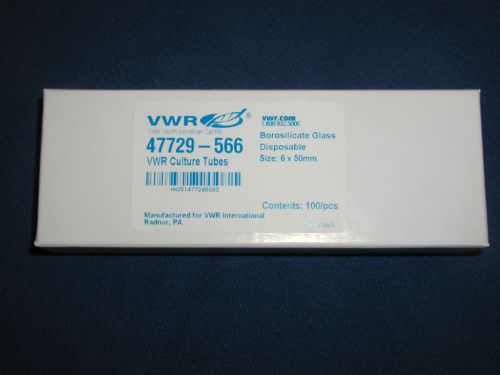 VWR®
VWR North American Cat No.
47729-566
VWR Culture Tubes
Manufactured for VWR International
Radnor, PA
vwr.com
1.800.932.5000
Borosilicate Glass
Disposable
Size: 6 x 50mm
Contents: 100/pcs